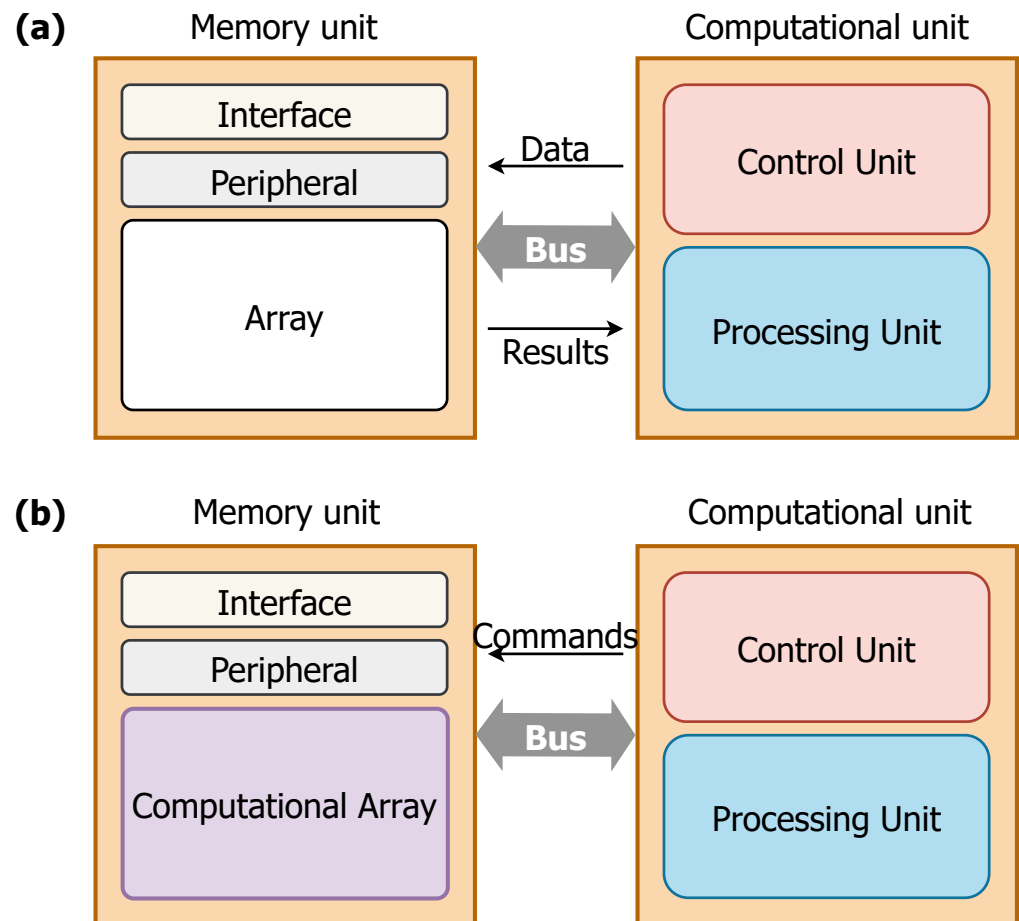 (a)
Memory unit
Computational unit
Interface
Peripheral
Array
Data
Bus
Results
Control Unit
Processing Unit
(b)
Memory unit
Computational unit
Interface
Peripheral
Computational Array
Commands
Bus
Control Unit
Processing Unit